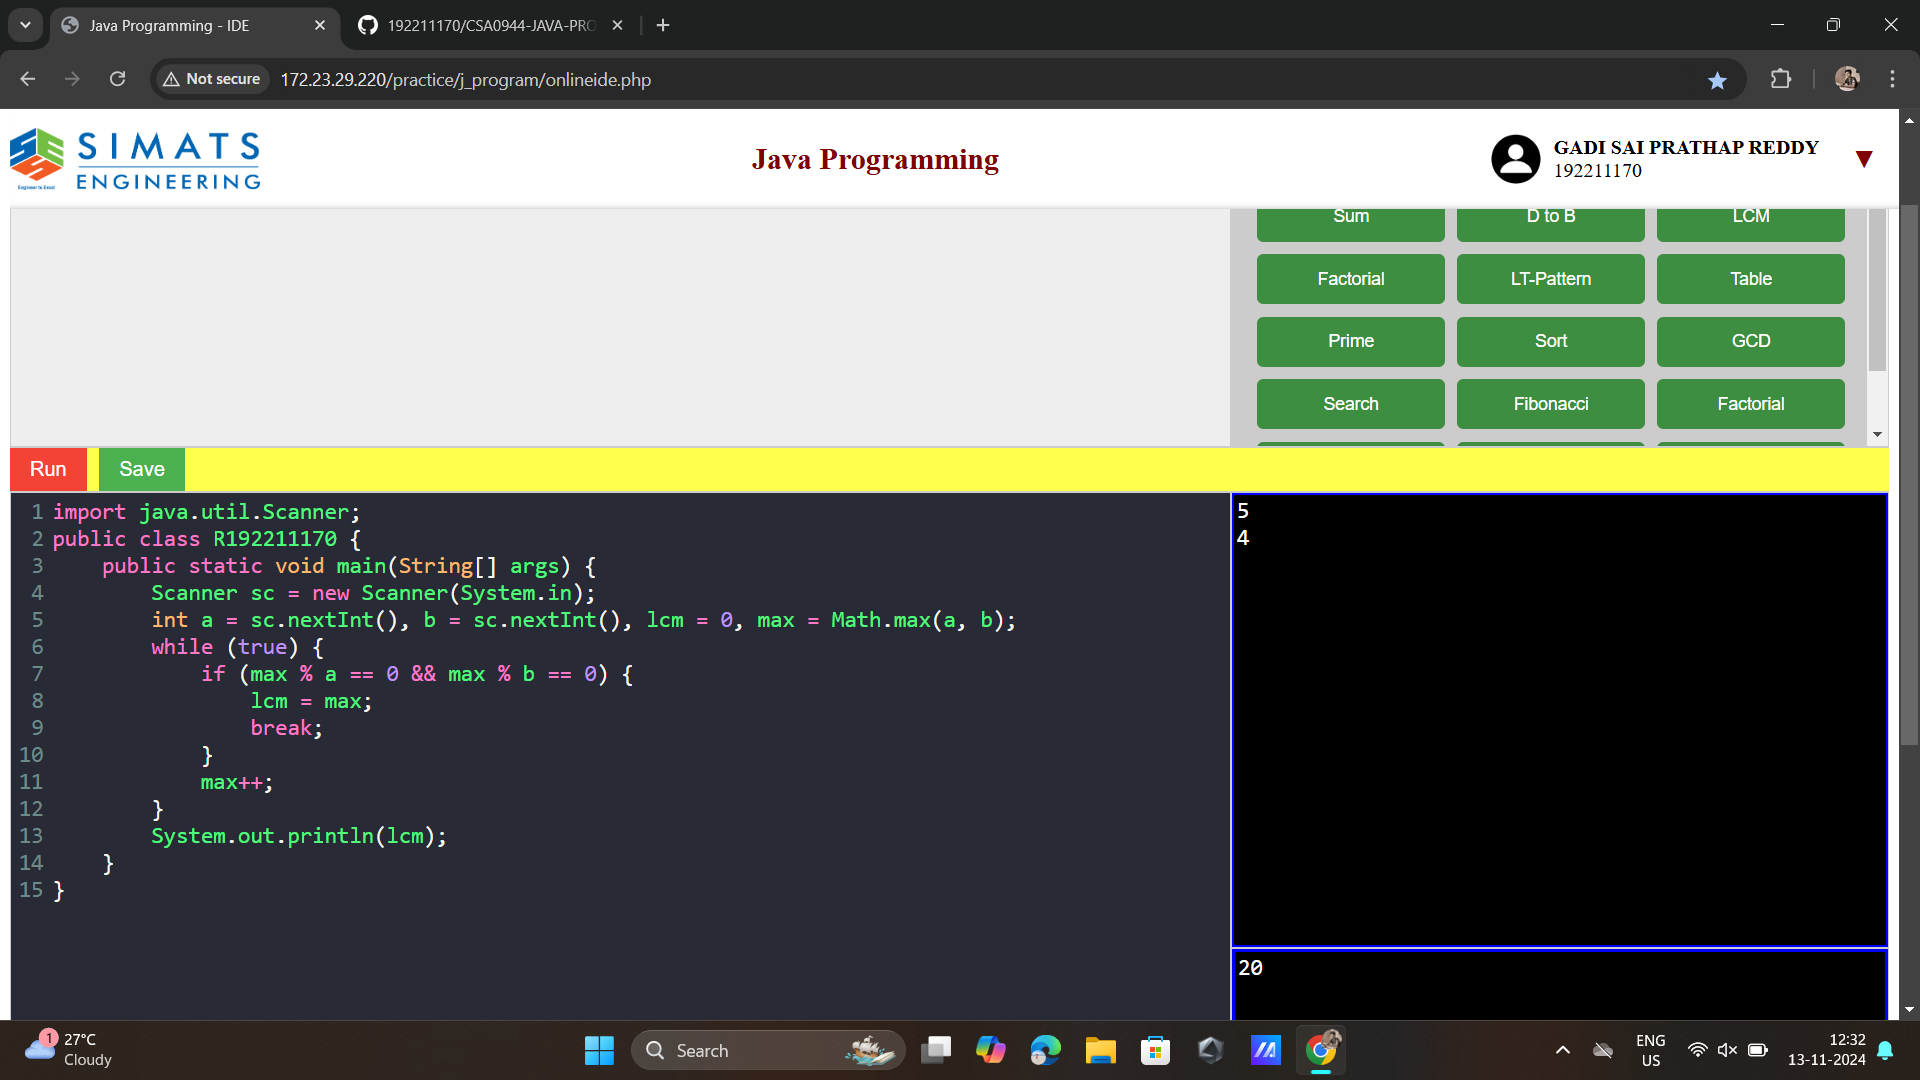 Java Programming - IDE
192211170/CSA0944-JAVA-PRO
Not secure
172.23.29.220/practice/j_program/onlineide.php
SIMATS
ENGINEERING
Engineer to Excel
Java Programming
GADI SAI PRATHAP REDDY
192211170
Sum
D to B
LCM
Factorial
LT-Pattern
Table
Prime
Sort
GCD
Search
Fibonacci
Factorial
Run
Save
1 import java.util.Scanner;
2 public class R192211170 {
3     public static void main(String[] args) {
4         Scanner sc = new Scanner(System.in);
5         int a = sc.nextInt(), b = sc.nextInt(), lcm = 0, max = Math.max(a, b);
6         while (true) {
7             if (max % a == 0 && max % b == 0) {
8                 lcm = max;
9                 break;
10             }
11             max++;
12         }
13         System.out.println(lcm);
14     }
15 }
5
4
20
1
27°C
Cloudy
Search
ENG
US
12:32
13-11-2024